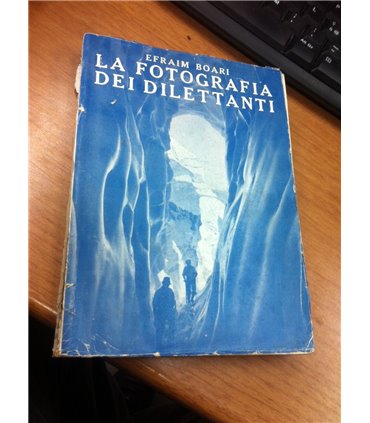 EFRAIM BOARI
LA FOTOGRAFIA
DEI DILETTANTI